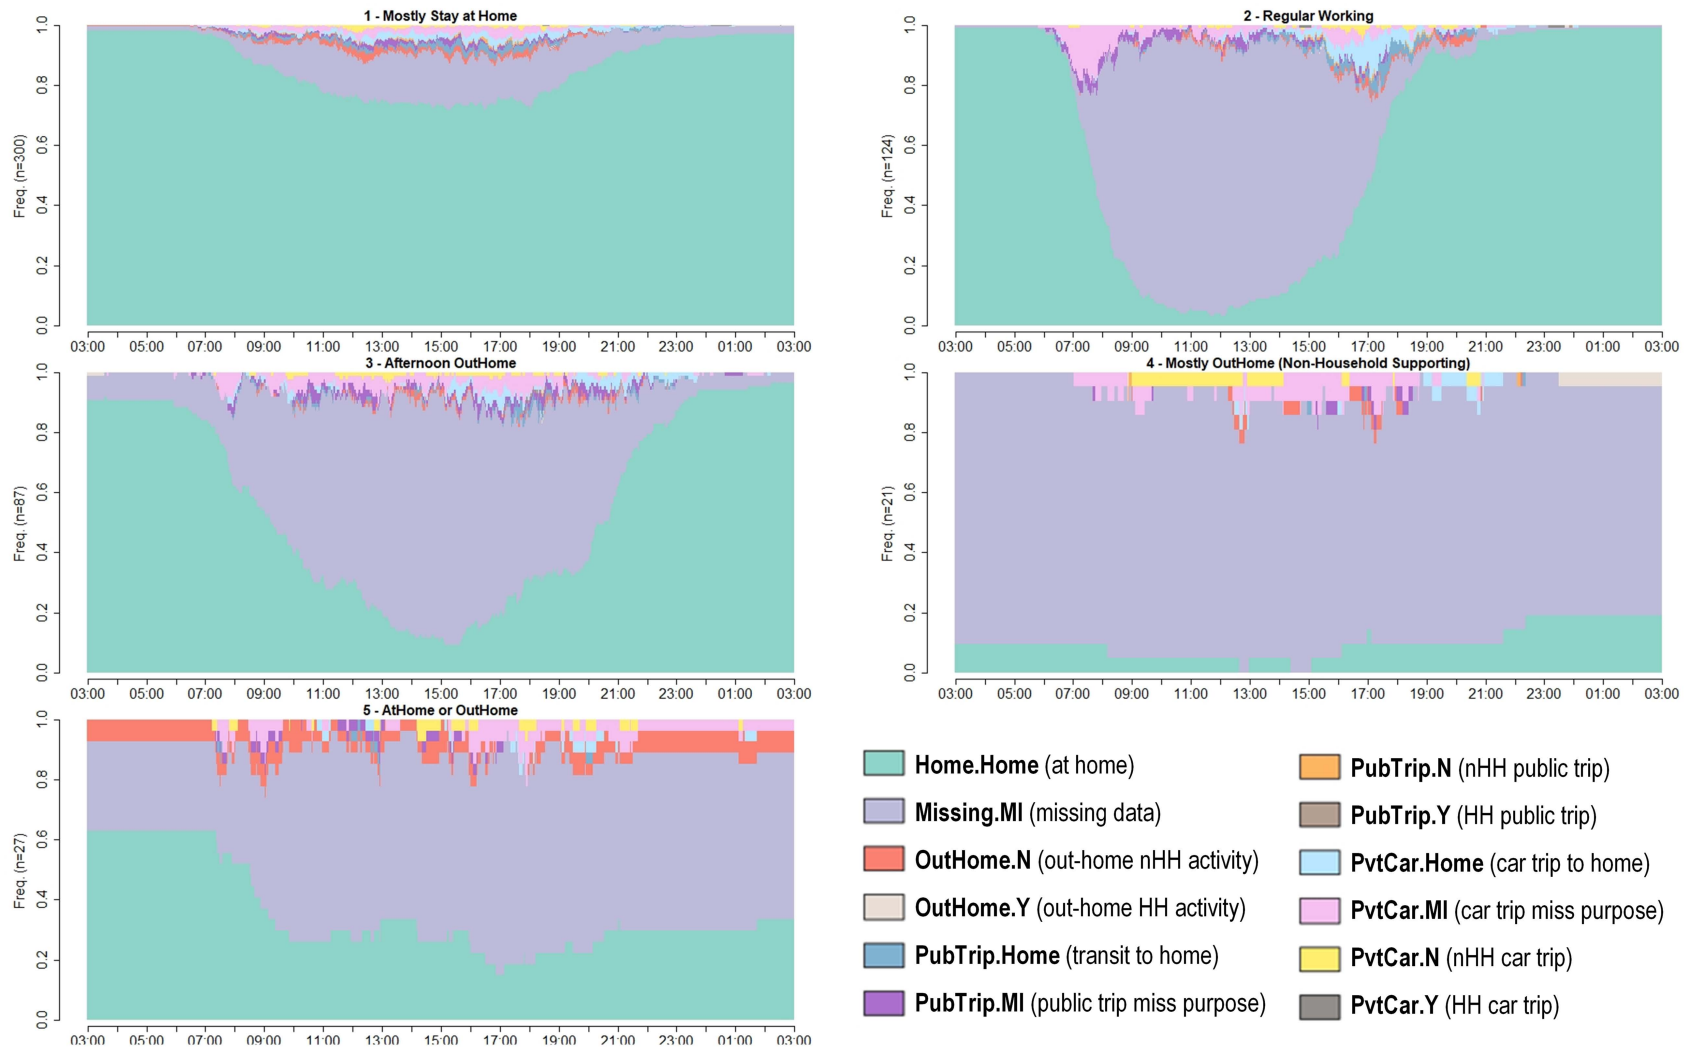 1 - Mostly Stay at Home
Freq. (n=300)
0.0 0.2 0.4 0.6 0.8 1.0
03:00 05:00 07:00 09:00 11:00 13:00 15:00 17:00 19:00 21:00 23:00 01:00 03:00
2 - Regular Working
Freq. (n=124)
0.0 0.2 0.4 0.6 0.8 1.0
03:00 05:00 07:00 09:00 11:00 13:00 15:00 17:00 19:00 21:00 23:00 01:00 03:00
3 - Afternoon OutHome
Freq. (n=87)
0.0 0.2 0.4 0.6 0.8 1.0
03:00 05:00 07:00 09:00 11:00 13:00 15:00 17:00 19:00 21:00 23:00 01:00 03:00
4 - Mostly OutHome (Non-Household Supporting)
Freq. (n=21)
0.0 0.2 0.4 0.6 0.8 1.0
03:00 05:00 07:00 09:00 11:00 13:00 15:00 17:00 19:00 21:00 23:00 01:00 03:00
5 - AtHome or OutHome
Freq. (n=27)
0.0 0.2 0.4 0.6 0.8 1.0
03:00 05:00 07:00 09:00 11:00 13:00 15:00 17:00 19:00 21:00 23:00 01:00 03:00
Home.Home (at home)
Missing.MI (missing data)
OutHome.N (out-home nHH activity)
OutHome.Y (out-home HH activity)
PubTrip.Home (transit to home)
PubTrip.MI (public trip miss purpose)
PubTrip.N (nHH public trip)
PubTrip.Y (HH public trip)
PvtCar.Home (car trip to home)
PvtCar.MI (car trip miss purpose)
PvtCar.N (nHH car trip)
PvtCar.Y (HH car trip)